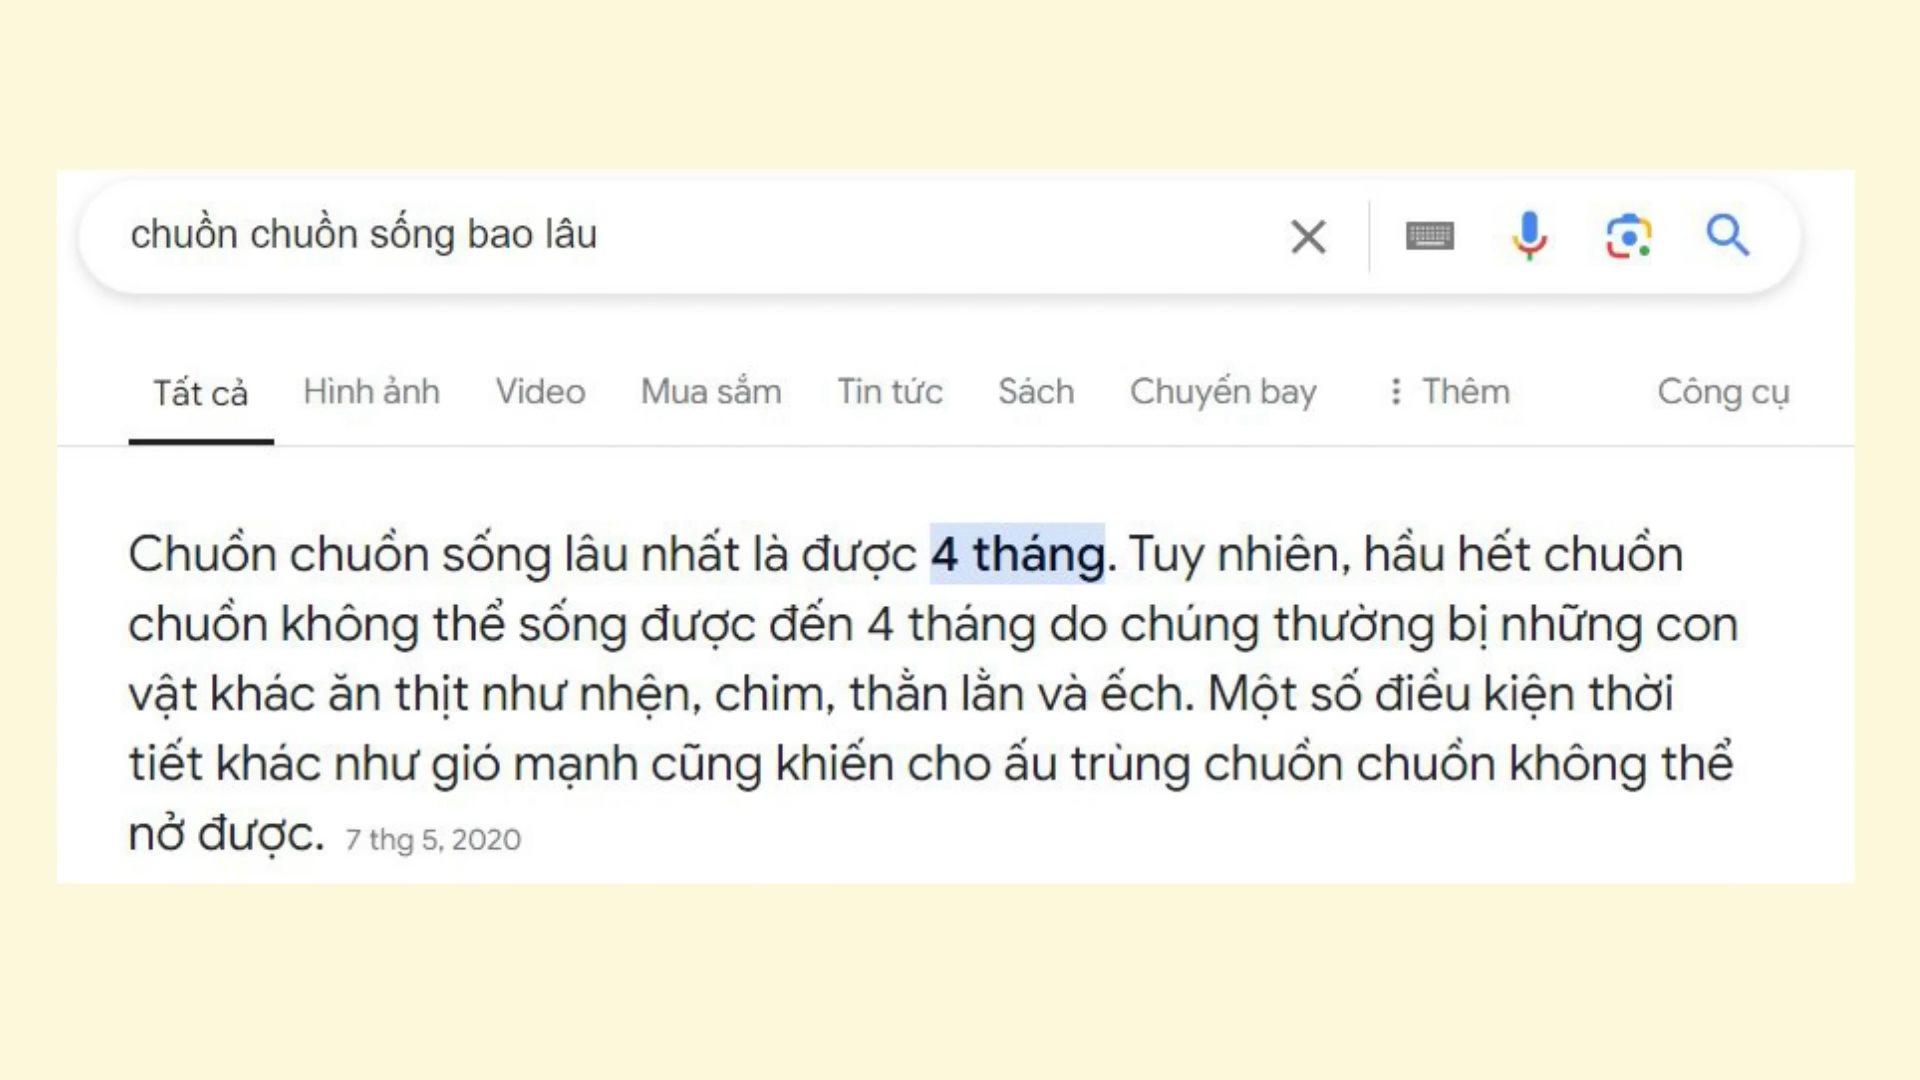 chuồn chuồn sống bao lâu
Tất cả Hình ảnh Video Mua sắm Tin tức Sách Chuyến bay Thêm Công cụ
Chuồn chuồn sống lâu nhất là được 4 tháng. Tuy nhiên, hầu hết chuồn
chuồn không thể sống được đến 4 tháng do chúng thường bị những con
vật khác ăn thịt như nhện, chim, thằn lằn và ếch. Một số điều kiện thời
tiết khác như gió mạnh cũng khiến cho ấu trùng chuồn chuồn không thể
nở được. 7 thg 5, 2020